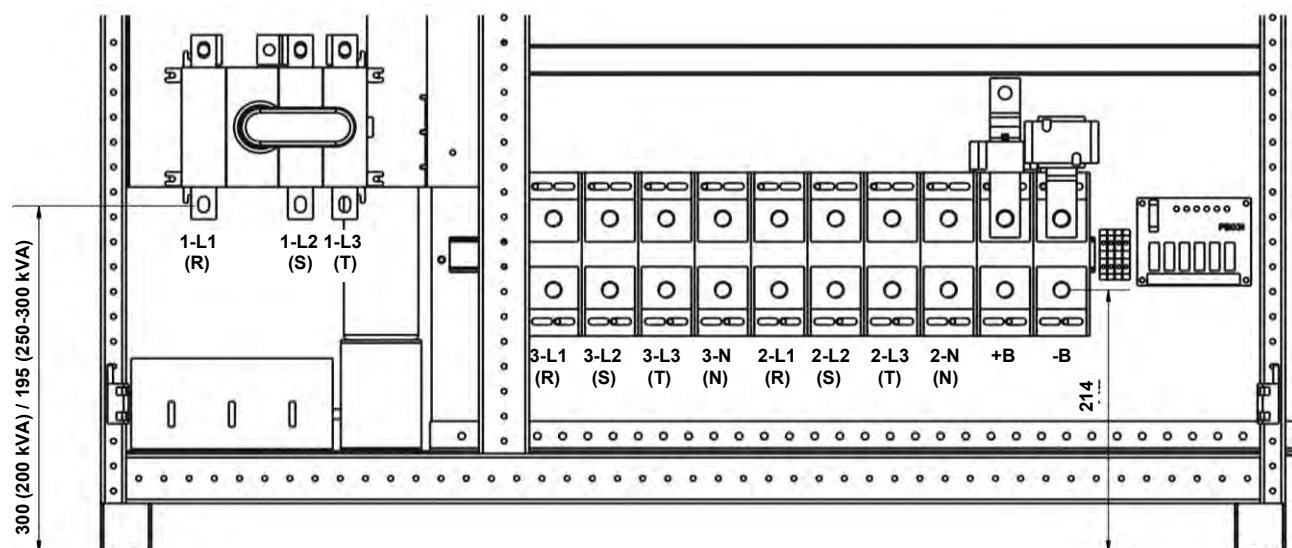 1-L1 1-L2 1-L3
(R) (S) (T)
300 (200 kVA) / 195 (250-300 kVA)
3-L1 3-L2 3-L3 3-N 2-L1 2-L2 2-L3 2-N +B -B
(R) (S) (T) (N) (R) (S) (T) (N)
214